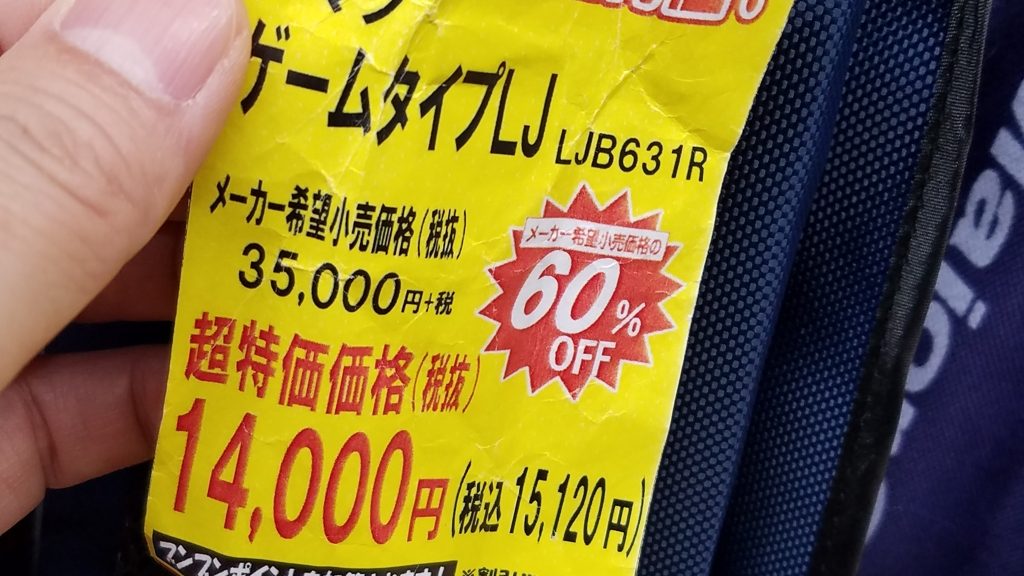 ゲームタイプLJ LJB631R
メーカー希望小売価格(税抜)
35,000円+税
メーカー希望小売価格の
60%
OFF
超特価価格(税抜)
14,000円(税込 15,120円)